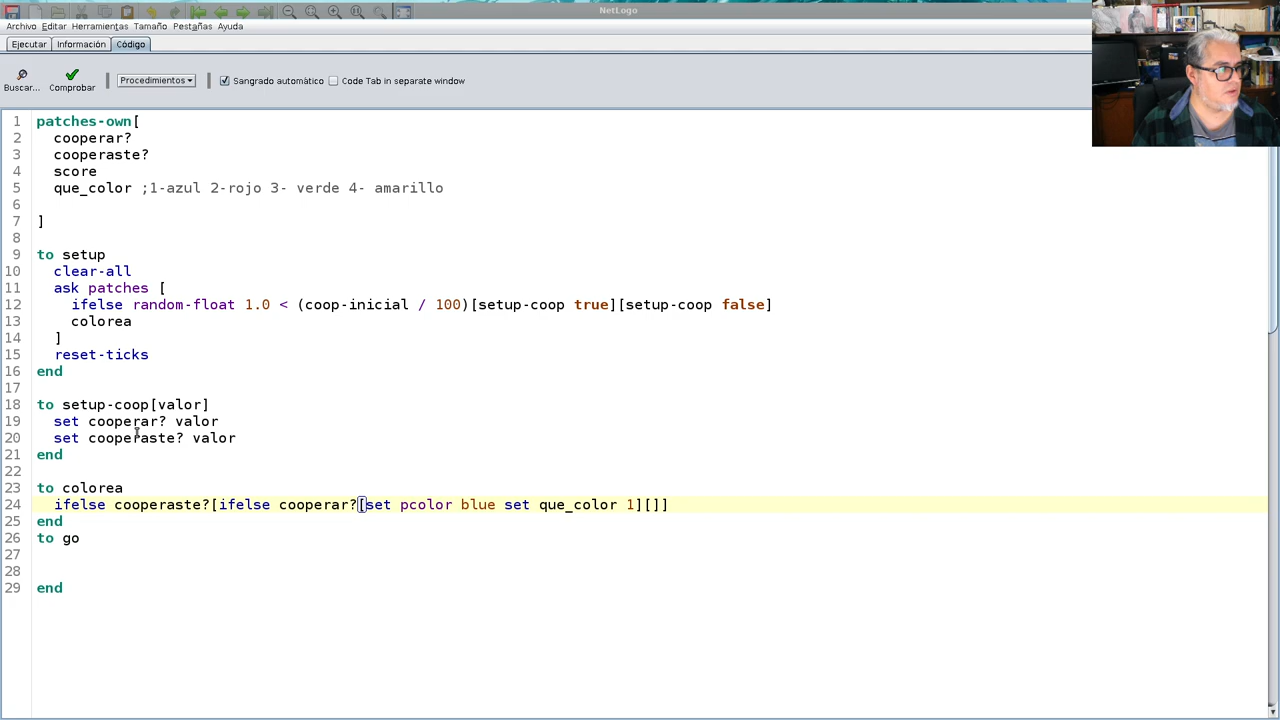 NetLogo
Archivo Editar Herramientas Tamaño Pestañas Ayuda
Ejecutar Información Código
Buscar... Comprobar Procedimientos Sangrado automático Code Tab in separate window
1 patches-own[
2 cooperar?
3 cooperaste?
4 score
5 que_color ;1-azul 2-rojo 3- verde 4- amarillo
6
7 ]
8
9 to setup
10 clear-all
11 ask patches [
12 ifelse random-float 1.0 < (coop-inicial / 100)[setup-coop true][setup-coop false]
13 colorea
14 ]
15 reset-ticks
16 end
17
18 to setup-coop[valor]
19 set cooperar? valor
20 set cooperaste? valor
21 end
22
23 to colorea
24 ifelse cooperaste?[ifelse cooperar?[set pcolor blue set que_color 1][]]
25 end
26 to go
27
28
29 end